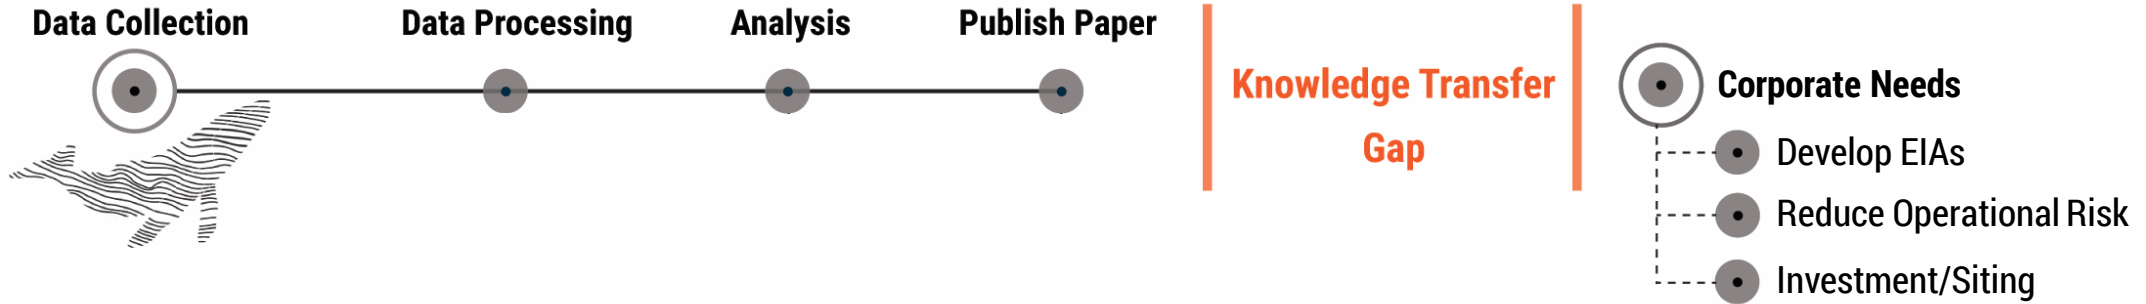 Data Collection
Data Processing
Analysis
Publish Paper
Knowledge Transfer
Gap
Corporate Needs
Develop EIAs
Reduce Operational Risk
Investment/Siting